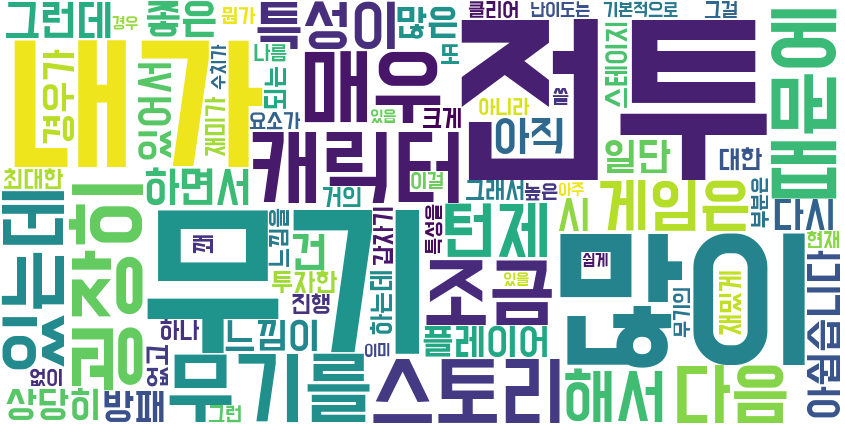 그런데
경우
좋은
뭔가
특성이
많은
또
클리어
난이도는
기본적으로
그걸
내가
경우가
있어서
재미가
수치가
나름
되는
요소가
매우
있음
크게
전투
아니라
아직
쓸
스테이지
일단
대한
때문에
최대한
하면서
캐릭터
거의
이걸
그래서
높은
아주
게임은
부분은
다시
있는데
굉장히
무기
깨
느낌을
건
투자한
진행
갑자기
하는데
특성을
턴제
시
조금
있을
많이
쉽게
재밌게
무기의
현재
아쉽습니다
없이
상당히
방패
없고
하나
느낌이
무기를
그런
이미
플레이어
스토리
해서
다음